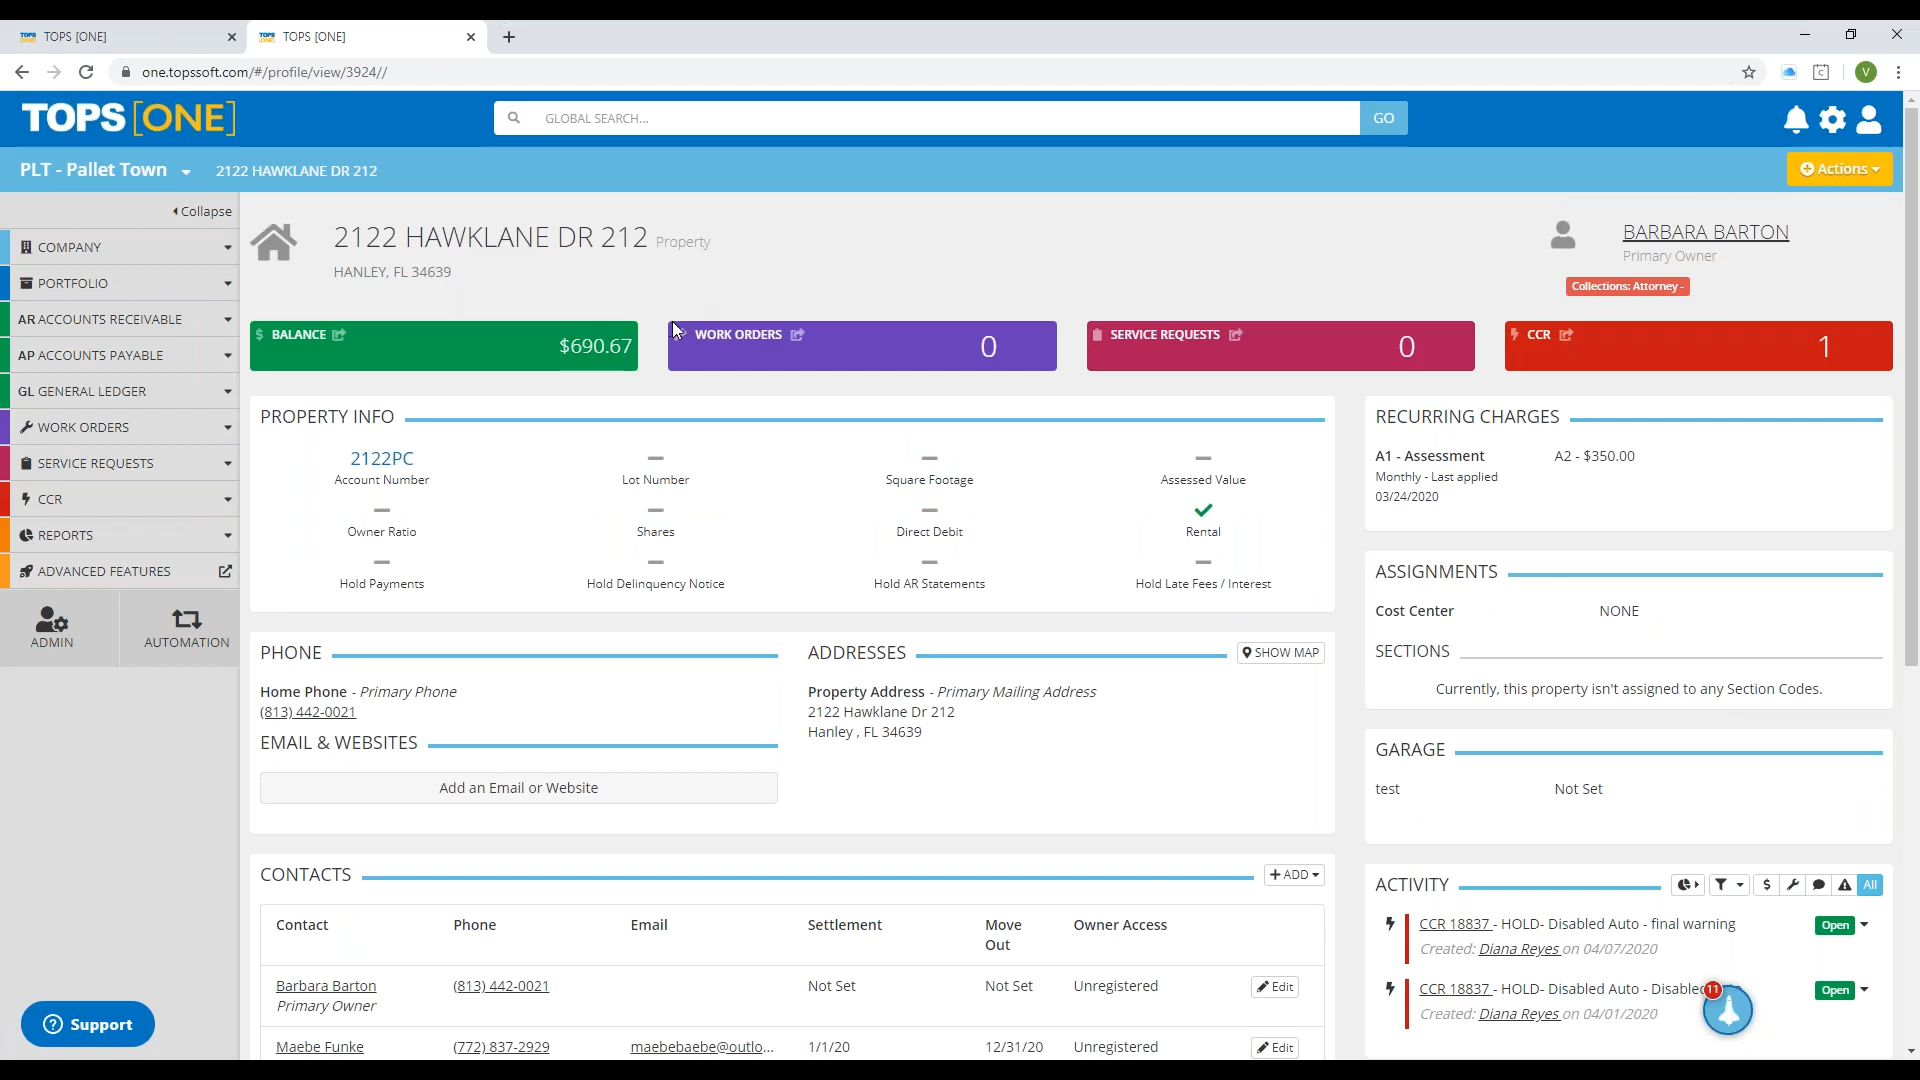 TOPS [ONE]
TOPS [ONE]
one.topssoft.com/#/profile/view/3924//
V
TOPS [ONE]
GLOBAL SEARCH...
GO
PLT - Pallet Town
2122 HAWKLANE DR 212
Actions
Collapse
COMPANY
PORTFOLIO
AR ACCOUNTS RECEIVABLE
AP ACCOUNTS PAYABLE
GL GENERAL LEDGER
WORK ORDERS
SERVICE REQUESTS
CCR
REPORTS
ADVANCED FEATURES
ADMIN
AUTOMATION
Support
2122 HAWKLANE DR 212 Property
HANLEY, FL 34639
BARBARA BARTON
Primary Owner
Collections: Attorney -
$ BALANCE
$690.67
WORK ORDERS
0
SERVICE REQUESTS
0
CCR
1
PROPERTY INFO
2122PC
Account Number
Lot Number
Square Footage
Assessed Value
Owner Ratio
Shares
Direct Debit
Rental
Hold Payments
Hold Delinquency Notice
Hold AR Statements
Hold Late Fees / Interest
PHONE
Home Phone - Primary Phone
(813) 442-0021
EMAIL & WEBSITES
Add an Email or Website
ADDRESSES
SHOW MAP
Property Address - Primary Mailing Address
2122 Hawklane Dr 212
Hanley , FL 34639
CONTACTS
+ ADD
Contact
Phone
Email
Settlement
Move Out
Owner Access
Barbara Barton
Primary Owner
(813) 442-0021
Not Set
Not Set
Unregistered
Edit
Maebe Funke
(772) 837-2929
maebebaebe@outlo...
1/1/20
12/31/20
Unregistered
Edit
RECURRING CHARGES
A1 - Assessment
A2 - $350.00
Monthly - Last applied
03/24/2020
ASSIGNMENTS
Cost Center
NONE
SECTIONS
Currently, this property isn't assigned to any Section Codes.
GARAGE
test
Not Set
ACTIVITY
$
All
CCR 18837 - HOLD- Disabled Auto - final warning
Open
Created: Diana Reyes on 04/07/2020
CCR 18837 - HOLD- Disabled Auto -
Open
Created: Diana Reyes on 04/01/2020
11